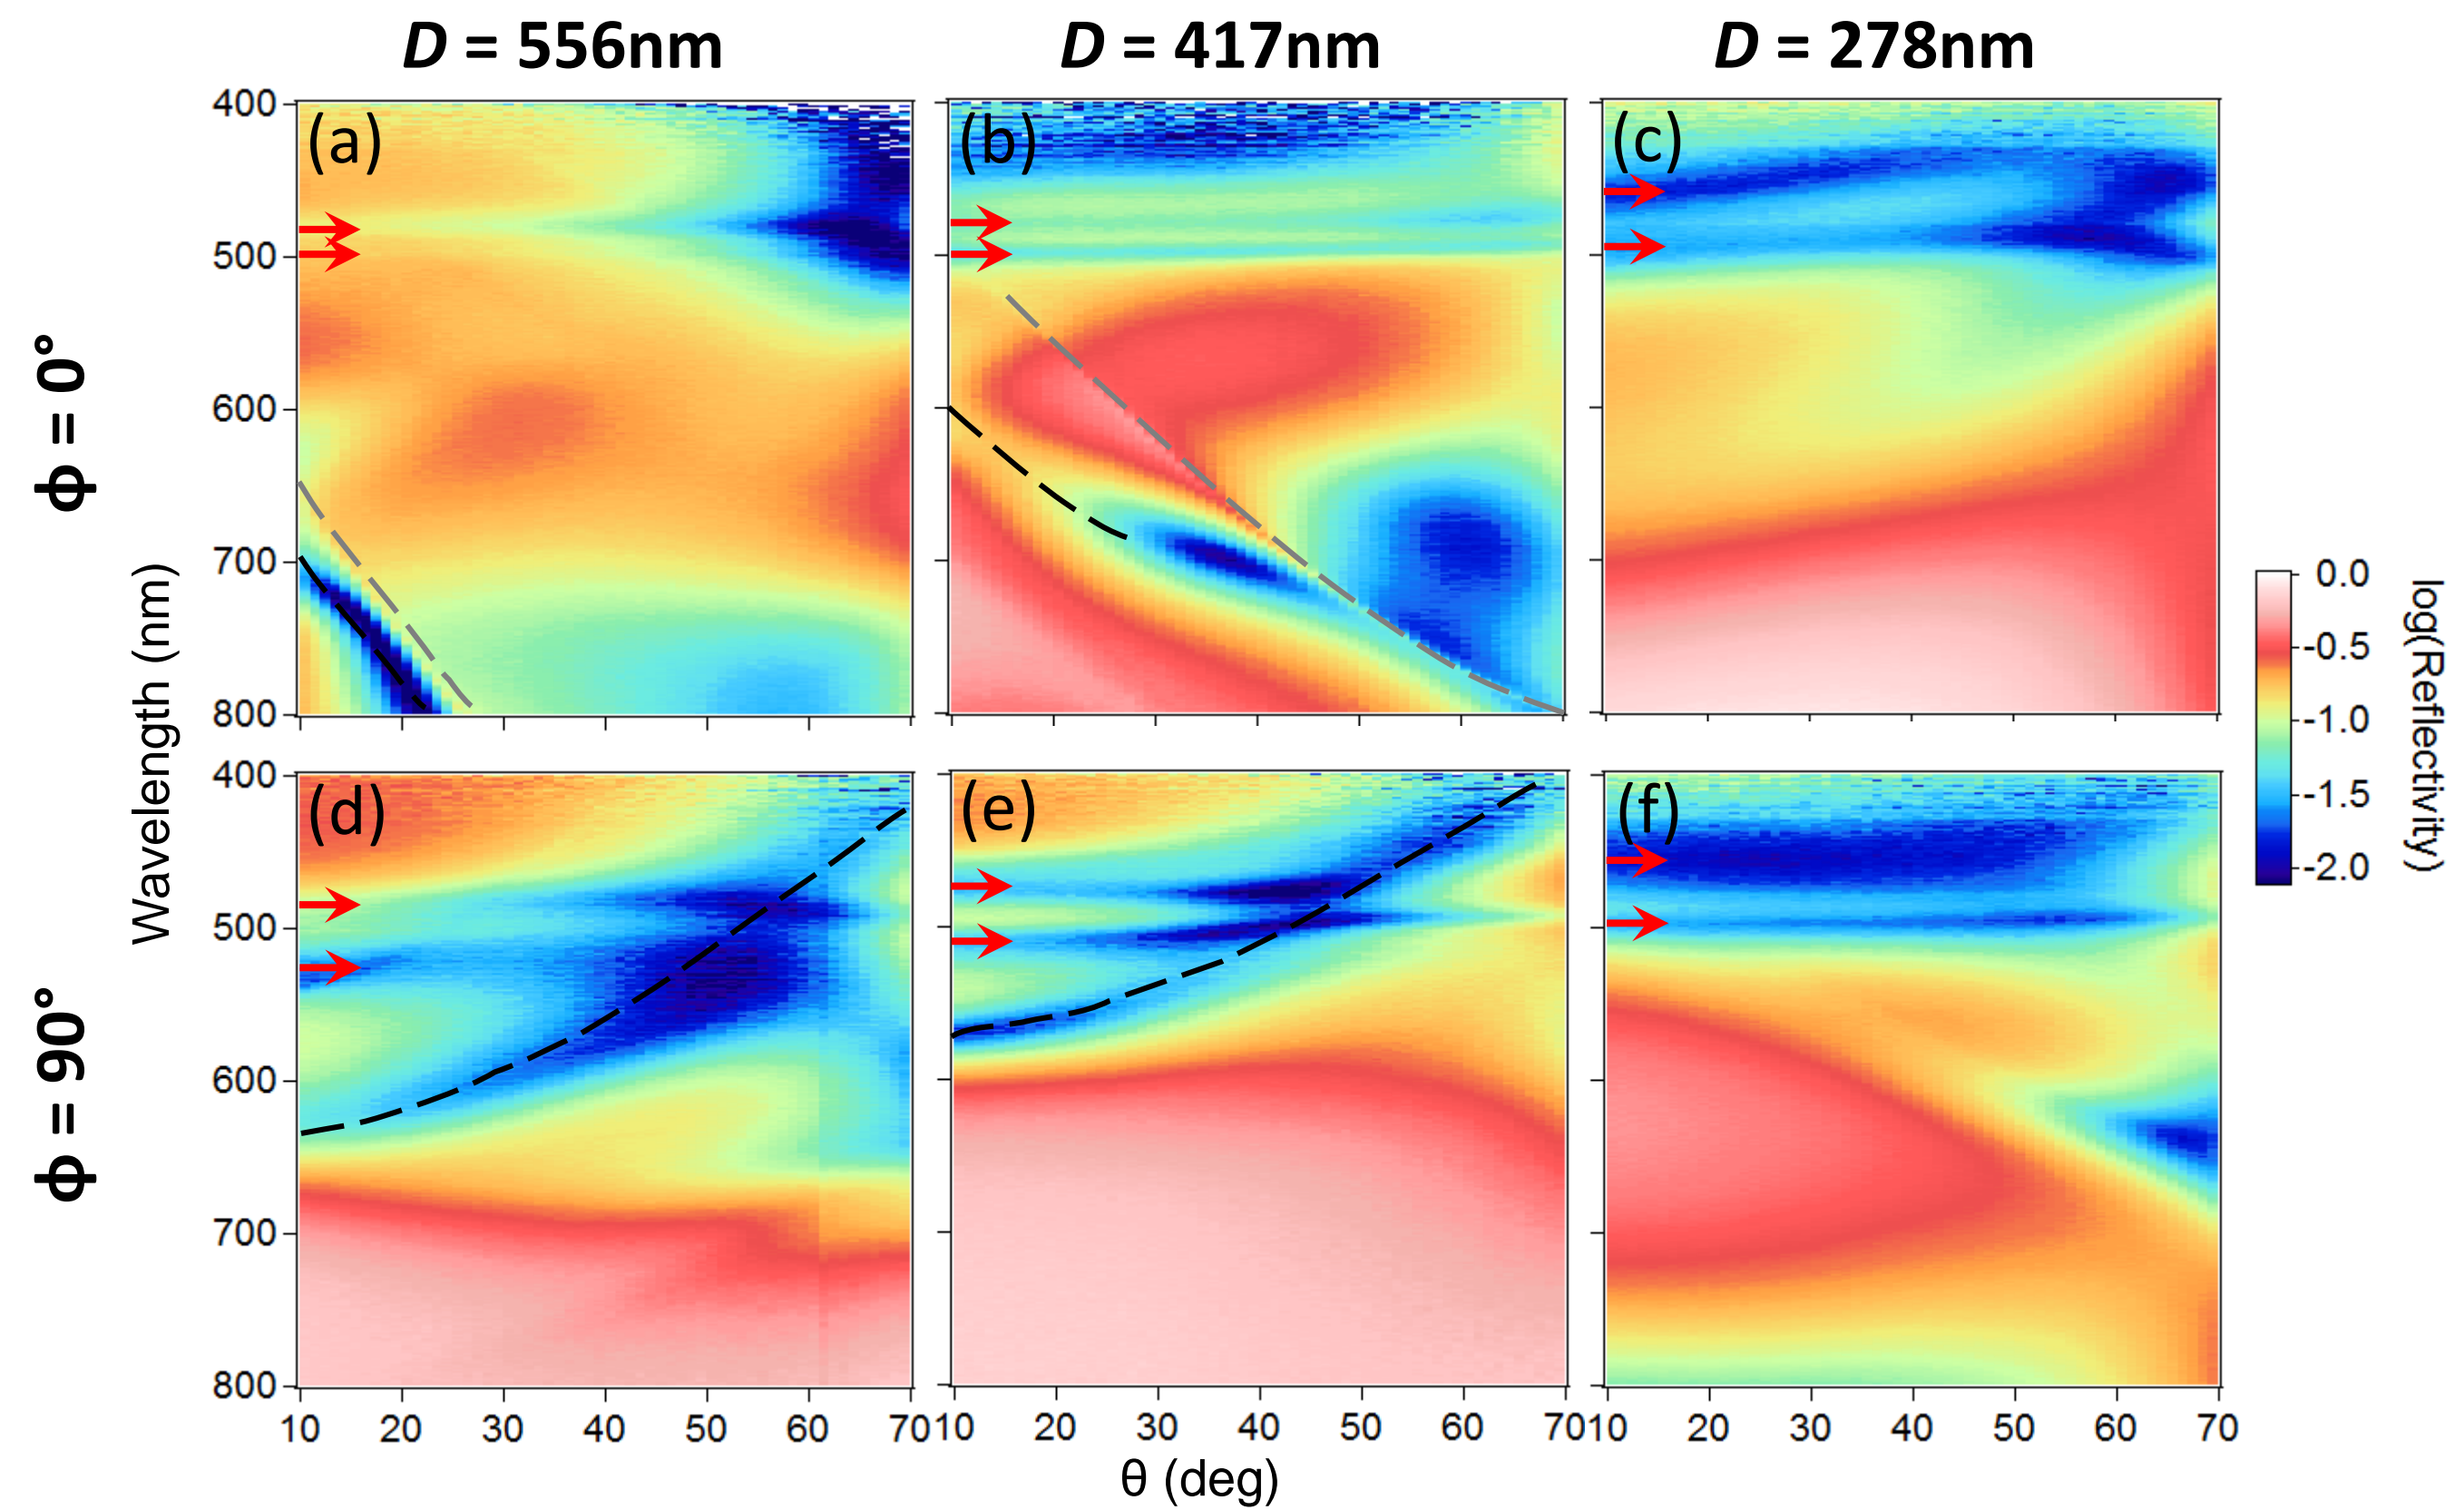 D = 556nm
D = 417nm
D = 278nm
ϕ = 0°
ϕ = 90°
Wavelength (nm)
400
500
600
700
800
(a)
(b)
(c)
400
500
600
700
800
(d)
(e)
(f)
10 20 30 40 50 60 70
10 20 30 40 50 60 70
10 20 30 40 50 60 70
θ (deg)
0.0
-0.5
-1.0
-1.5
-2.0
log(Reflectivity)